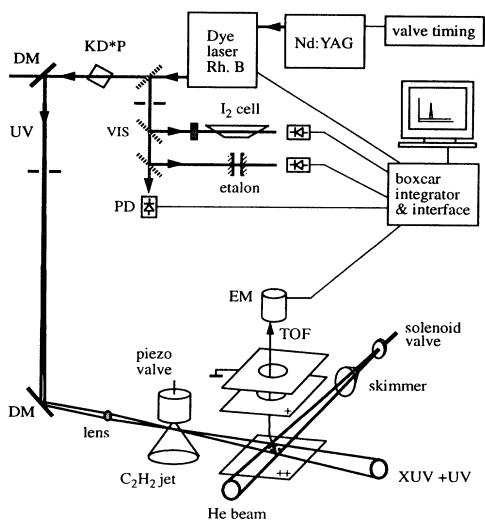 Dye
laser
Rh. B
Nd:YAG
valve timing
DM
KD*P
UV
VIS
I2 cell
etalon
PD
boxcar
integrator
& interface
EM
TOF
solenoid
valve
skimmer
piezo
valve
DM
lens
C2H2 jet
+
++
XUV +UV
He beam